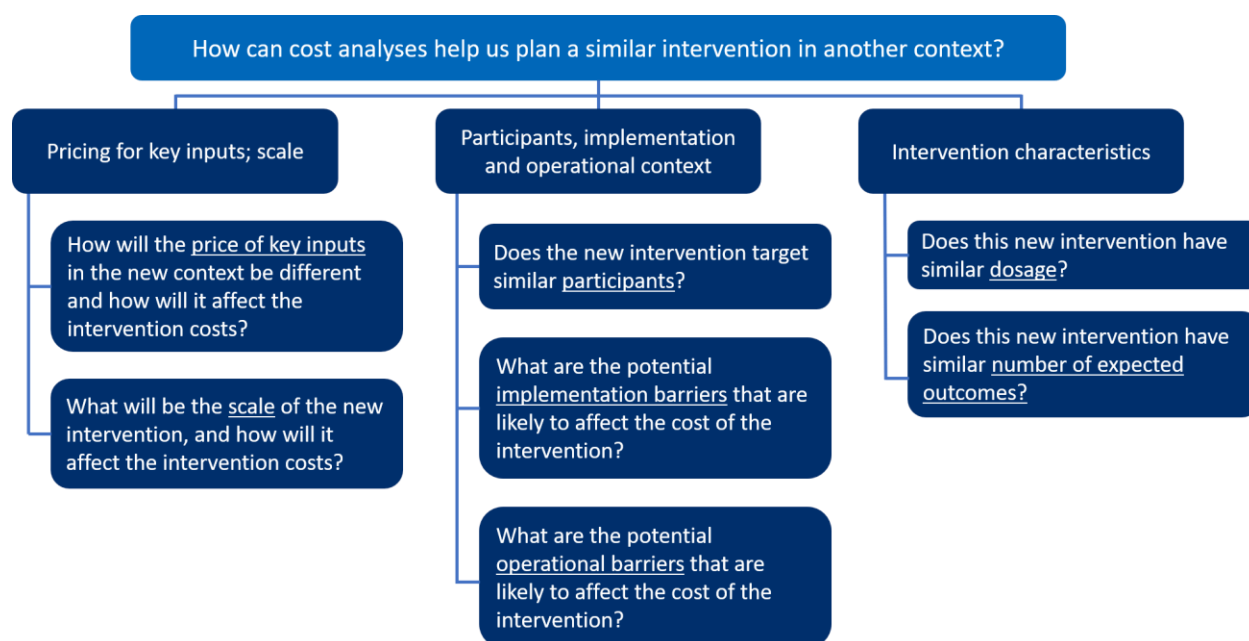 How can cost analyses help us plan a similar intervention in another context?
Pricing for key inputs; scale
How will the price of key inputs
in the new context be different
and how will it affect the
intervention costs?
What will be the scale of the new
intervention, and how will it
affect the intervention costs?
Participants, implementation
and operational context
Does the new intervention target
similar participants?
What are the potential
implementation barriers that are
likely to affect the cost of the
intervention?
What are the potential
operational barriers that are
likely to affect the cost of the
intervention?
Intervention characteristics
Does this new intervention have
similar dosage?
Does this new intervention have
similar number of expected
outcomes?